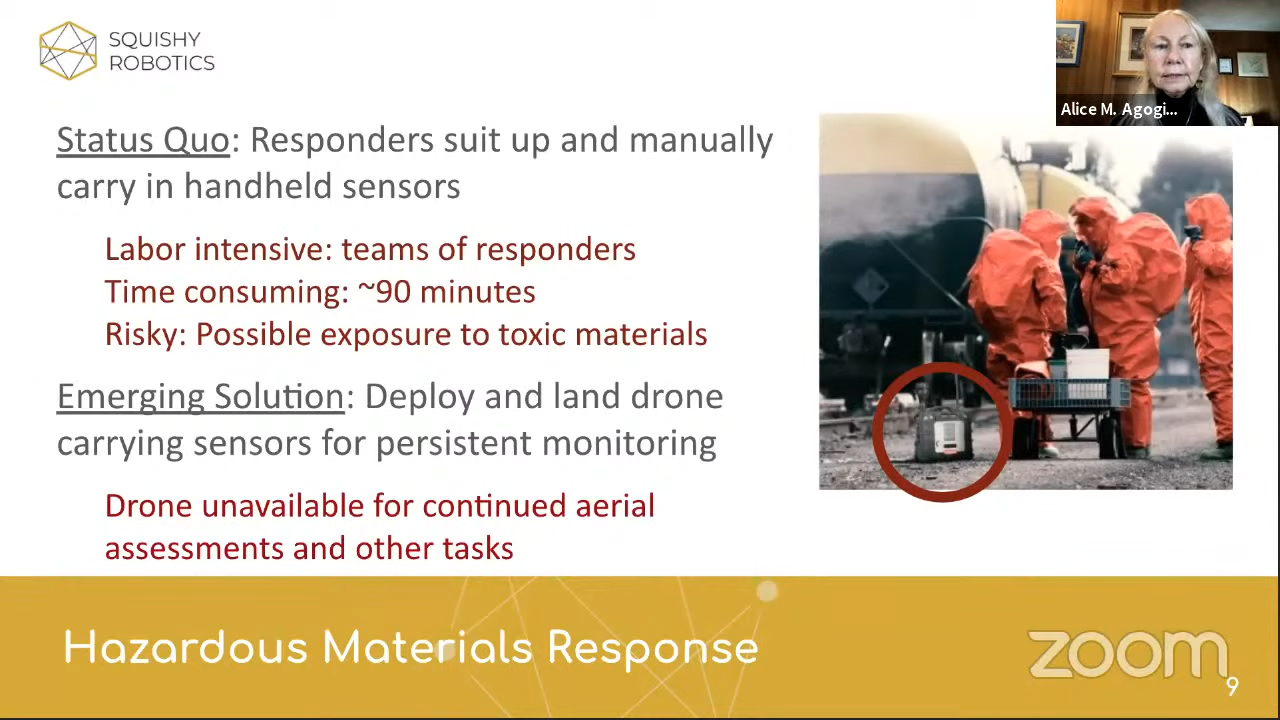 SQUISHY
ROBOTICS
Alice M. Agogi...
Status Quo: Responders suit up and manually
carry in handheld sensors
Labor intensive: teams of responders
Time consuming: ~90 minutes
Risky: Possible exposure to toxic materials
Emerging Solution: Deploy and land drone
carrying sensors for persistent monitoring
Drone unavailable for continued aerial
assessments and other tasks
Hazardous Materials Response
zoom
9